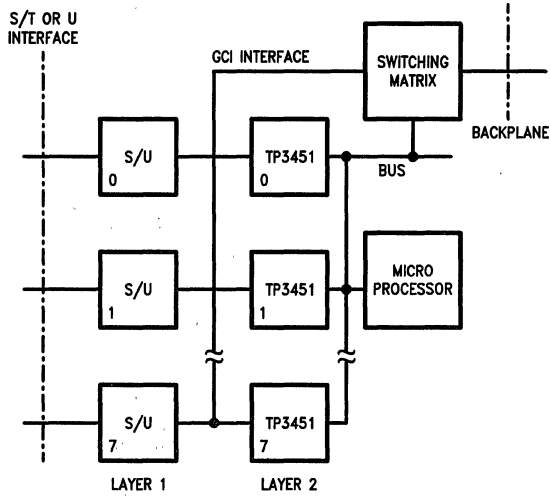 S/T OR U
INTERFACE
GCI INTERFACE
SWITCHING
MATRIX
BACKPLANE
S/U
0
TP3451
0
BUS
S/U
1
TP3451
1
MICRO
PROCESSOR
S/U
7
TP3451
7
LAYER 1
LAYER 2